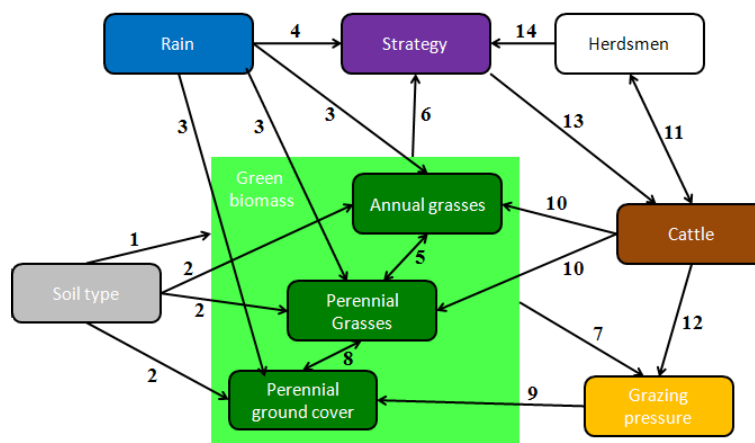 Rain
4
Strategy
14
Herdsmen
3
3
3
6
13
11
Green
biomass
Annual grasses
10
Cattle
1
2
5
10
Soil type
2
Perennial
Grasses
7
12
2
8
Perennial
ground cover
9
Grazing
pressure